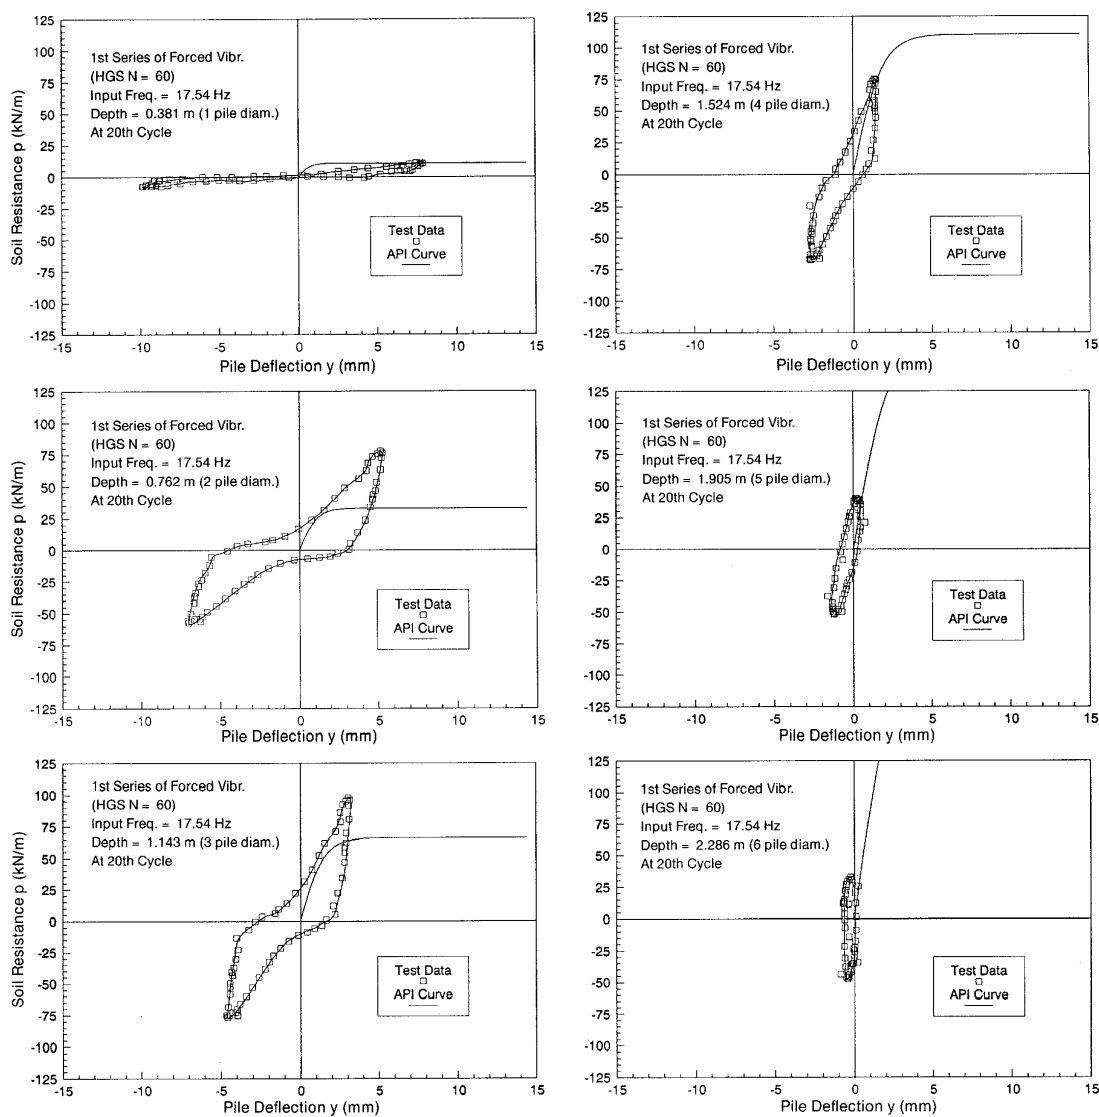 125
100
75
50
25
0
-25
-50
-75
-100
125
Soil Resistance p (kN/m)
1st Series of Forced Vibr.
(HGS N = 60)
Input Freq. = 17.54 Hz
Depth = 0.381 m (1 pile diam.)
At 20th Cycle
Test Data
API Curve
-15 -10 -5 0 5 10 15
Pile Deflection y (mm)
125
100
75
50
25
0
-25
-50
-75
-100
125
1st Series of Forced Vibr.
(HGS N = 60)
Input Freq. = 17.54 Hz
Depth = 1.524 m (4 pile diam.)
At 20th Cycle
Test Data
API Curve
-15 -10 -5 0 5 10 15
Pile Deflection y (mm)
125
100
75
50
25
0
-25
-50
-75
-100
125
Soil Resistance p (kN/m)
1st Series of Forced Vibr.
(HGS N = 60)
Input Freq. = 17.54 Hz
Depth = 0.762 m (2 pile diam.)
At 20th Cycle
Test Data
API Curve
-15 -10 -5 0 5 10 15
Pile Deflection y (mm)
125
100
75
50
25
0
-25
-50
-75
-100
125
1st Series of Forced Vibr.
(HGS N = 60)
Input Freq. = 17.54 Hz
Depth = 1.905 m (5 pile diam.)
At 20th Cycle
Test Data
API Curve
-15 -10 -5 0 5 10 15
Pile Deflection y (mm)
125
100
75
50
25
0
-25
-50
-75
-100
125
Soil Resistance p (kN/m)
1st Series of Forced Vibr.
(HGS N = 60)
Input Freq. = 17.54 Hz
Depth = 1.143 m (3 pile diam.)
At 20th Cycle
Test Data
API Curve
-15 -10 -5 0 5 10 15
Pile Deflection y (mm)
125
100
75
50
25
0
-25
-50
-75
-100
125
1st Series of Forced Vibr.
(HGS N = 60)
Input Freq. = 17.54 Hz
Depth = 2.286 m (6 pile diam.)
At 20th Cycle
Test Data
API Curve
-15 -10 -5 0 5 10 15
Pile Deflection y (mm)